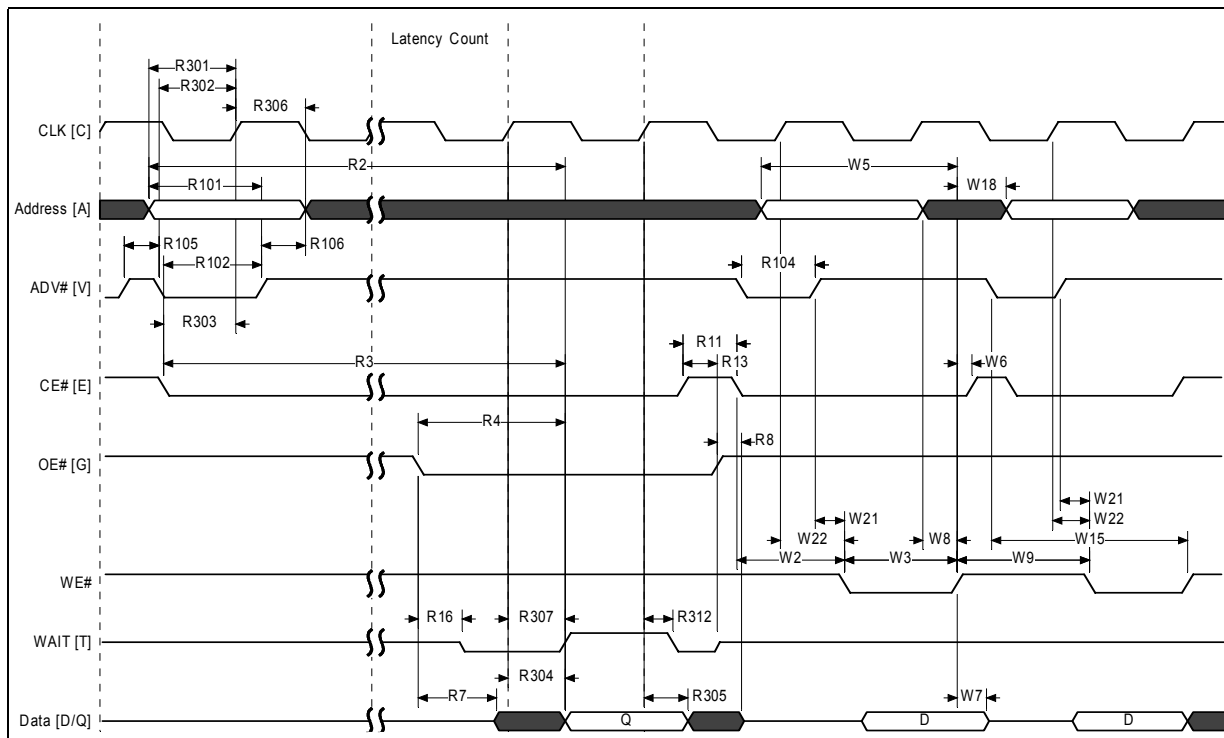 Latency Count
R301
R302
R306
CLK [C]
R2
W5
R101
W18
Address [A]
R105
R106
R102
R104
ADV# [V]
R303
R11
R3
R13
W6
CE# [E]
R4
R8
OE# [G]
W21
W21
W22
W22
W8
W15
W2
W3
W9
WE#
R16
R307
R312
WAIT [T]
R304
R7
R305
W7
Data [D/Q]
Q
D
D